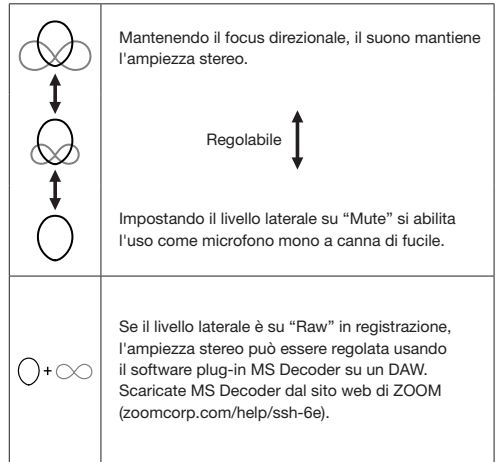 Mantenendo il focus direzionale, il suono mantiene
l'ampiezza stereo.
Regolabile
Impostando il livello laterale su “Mute” si abilita
l'uso come microfono mono a canna di fucile.
Se il livello laterale è su “Raw” in registrazione,
l'ampiezza stereo può essere regolata usando
il software plug-in MS Decoder su un DAW.
Scaricate MS Decoder dal sito web di ZOOM
(zoomcorp.com/help/ssh-6e).